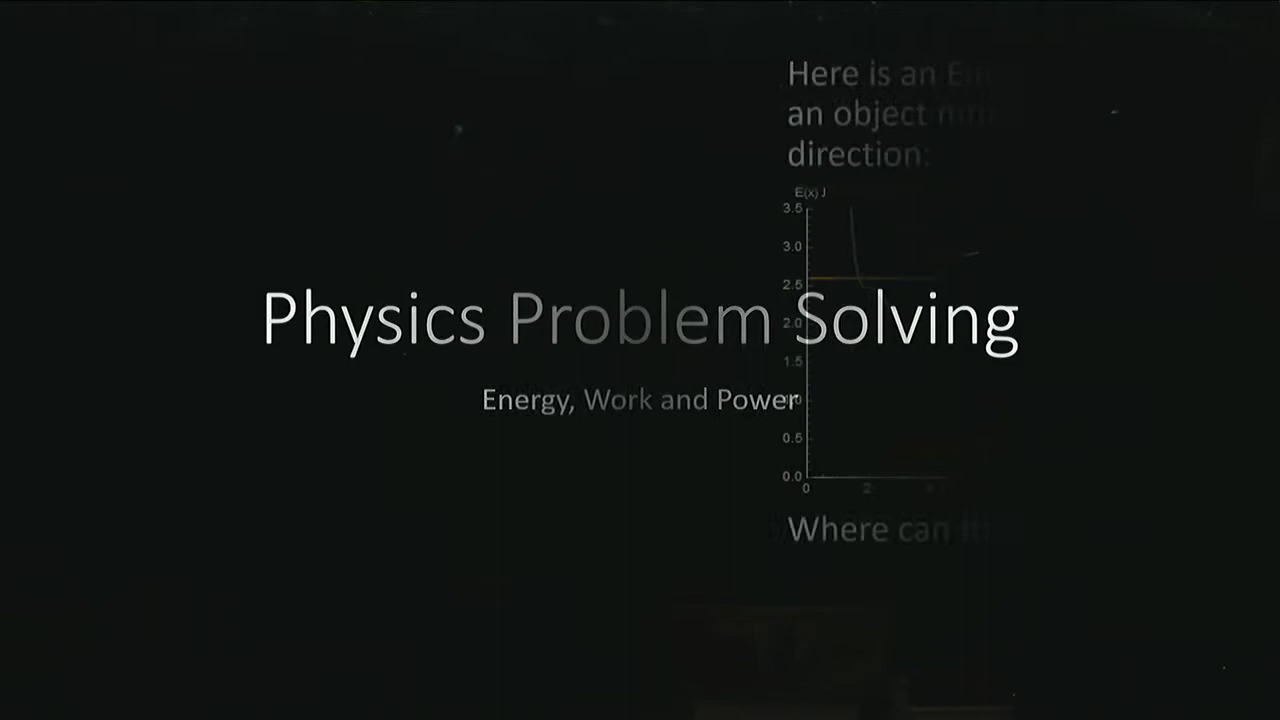 Here is an
an object
direction:
E(x) J
3.5
3.0
2.5
2.0
1.5
1.0
0.5
0.0
0 2
Physics Problem Solving
Energy, Work and Power
Where can